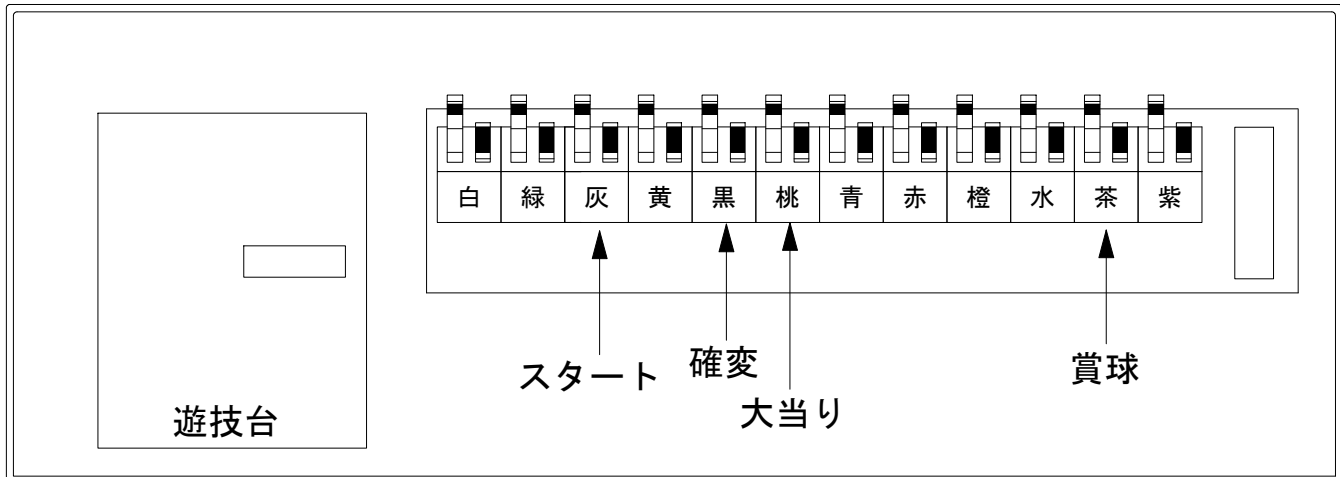 白 緑 灰 黄 黒 桃 青 赤 橙 水 茶 紫
スタート 確変 大当り 賞球
遊技台